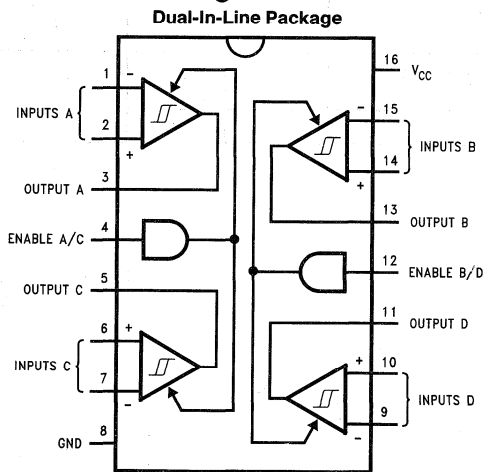 Dual-In-Line Package
1
-
INPUTS A
2
+
OUTPUT A
3
ENABLE A/C
4
OUTPUT C
5
6
+
INPUTS C
7
-
GND
8
16
VCC
-
15
INPUTS B
14
+
13
OUTPUT B
12
ENABLE B/D
11
OUTPUT D
+
10
INPUTS D
9
-